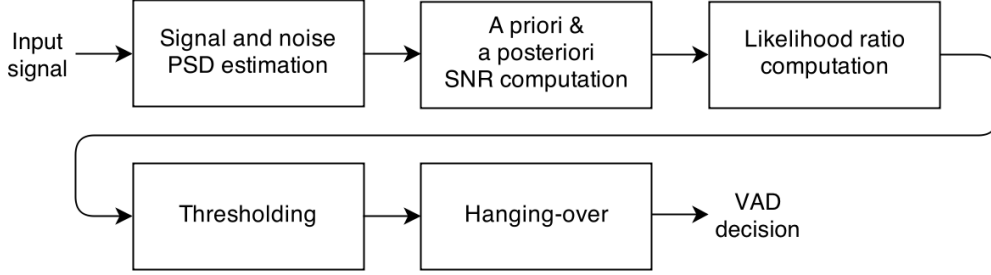 Input
signal
Signal and noise
PSD estimation
A priori &
a posteriori
SNR computation
Likelihood ratio
computation
Thresholding
Hanging-over
VAD
decision